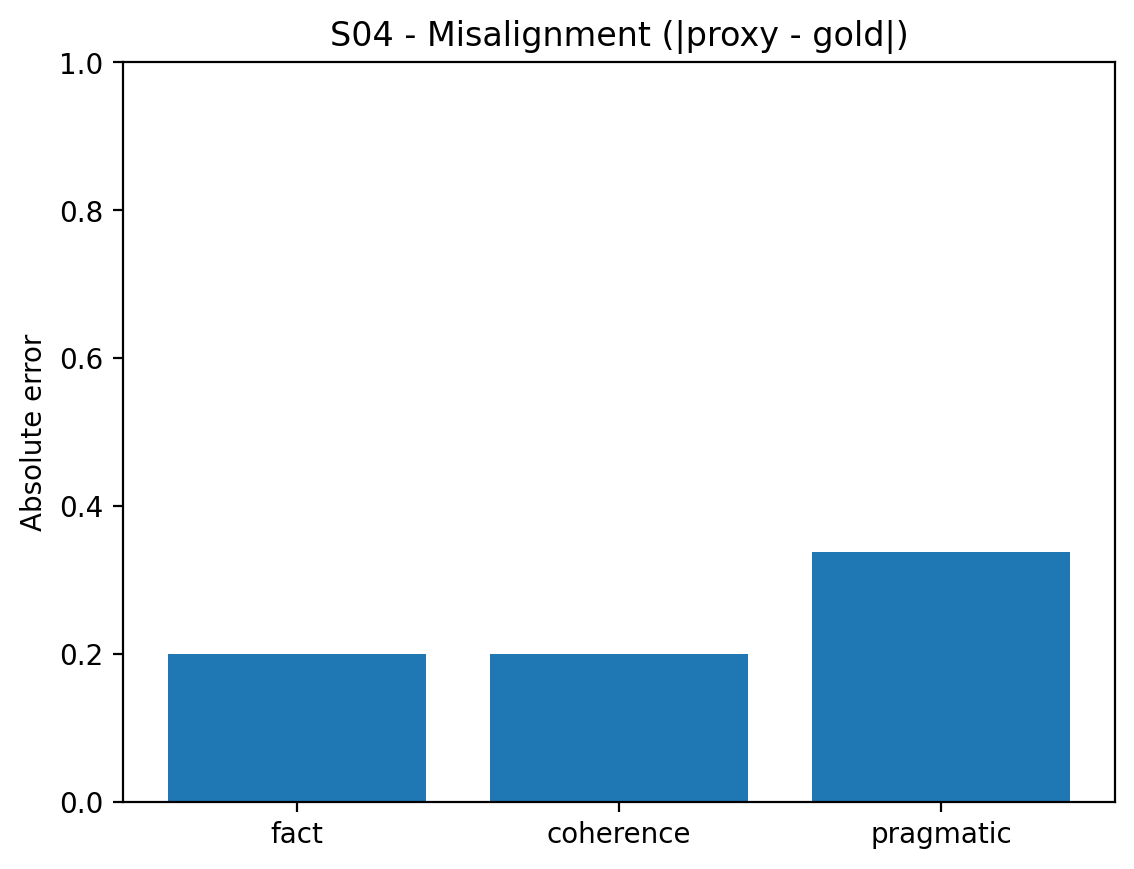 S04 - Misalignment (|proxy - gold|)
1.0
0.8
0.6
0.4
0.2
0.0
Absolute error
fact coherence pragmatic